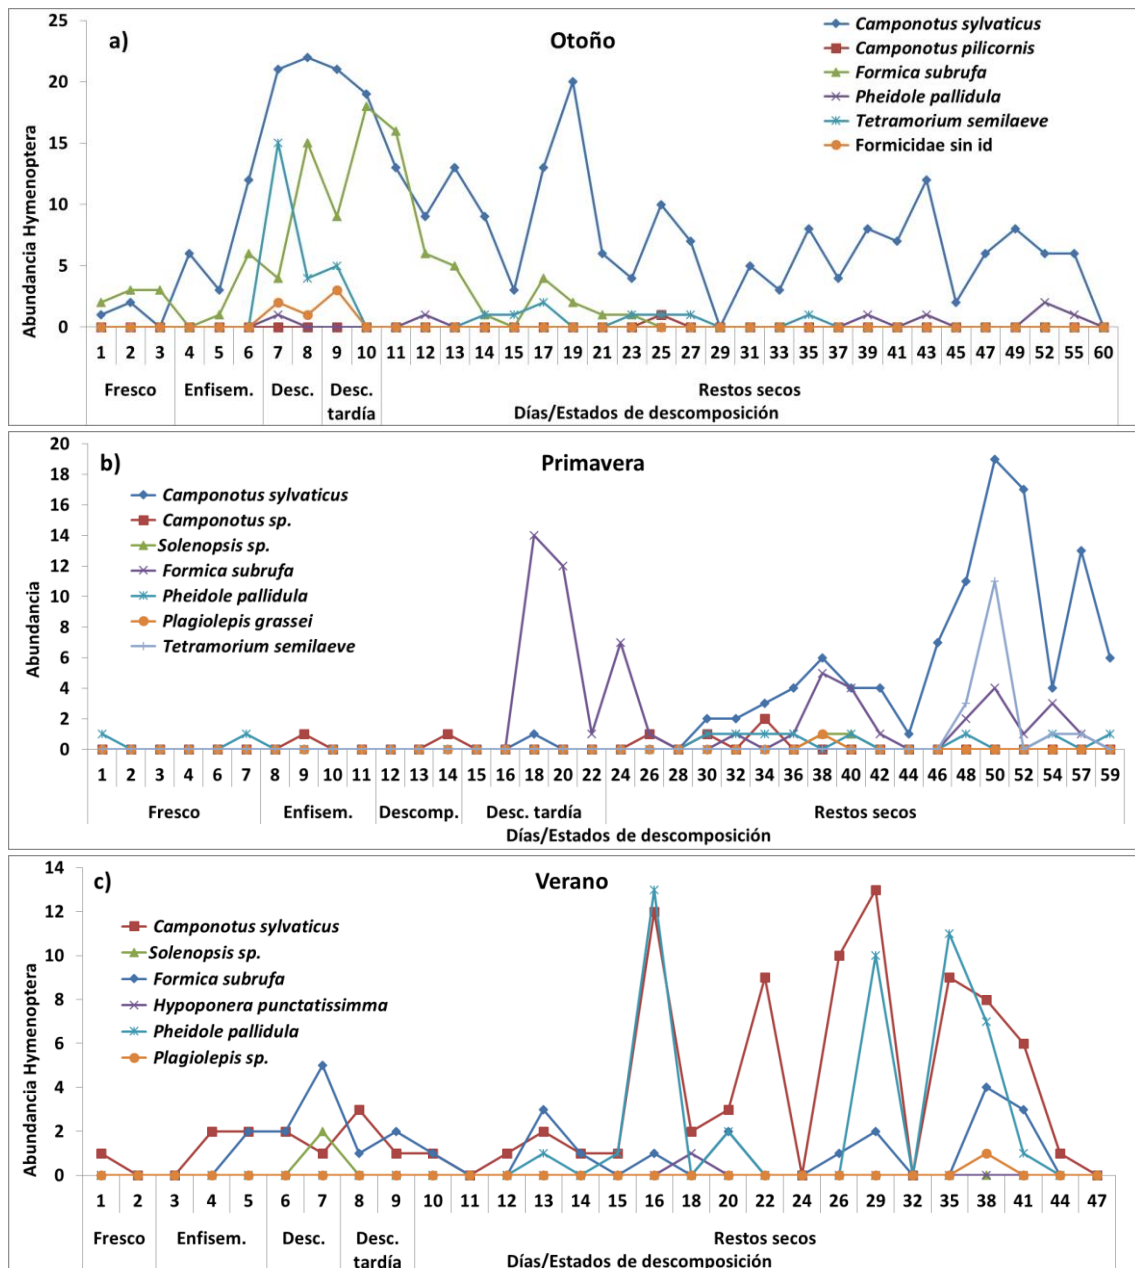 a)
Otoño
Abundancia Hymenoptera
25
20
15
10
5
0
Camponotus sylvaticus
Camponotus pilicornis
Formica subrufa
Pheidole pallidula
Tetramorium semilaeve
Formicidae sin id
1 2 3 4 5 6 7 8 9 10 11 12 13 14 15 17 19 21 23 25 27 29 31 33 35 37 39 41 43 45 47 49 52 55 60
Fresco Enfisem. Desc. Desc. tardía Restos secos
Días/Estados de descomposición
b)
Primavera
Abundancia
20
18
16
14
12
10
8
6
4
2
0
Camponotus sylvaticus
Camponotus sp.
Solenopsis sp.
Formica subrufa
Pheidole pallidula
Plagiolepis grassei
Tetramorium semilaeve
1 2 3 4 5 6 7 8 9 10 11 12 13 14 15 16 18 20 22 24 26 28 30 32 34 36 38 40 42 44 46 48 50 52 54 57 59
Fresco Enfisem. Descomp. Desc. tardía Restos secos
Días/Estados de descomposición
c)
Verano
Abundancia Hymenoptera
14
12
10
8
6
4
2
0
Camponotus sylvaticus
Solenopsis sp.
Formica subrufa
Hypoponera punctatissimma
Pheidole pallidula
Plagiolepis sp.
1 2 3 4 5 6 7 8 9 10 11 12 13 14 15 16 18 20 22 24 26 29 32 35 38 41 44 47
Fresco Enfisem. Desc. Desc. tardía Restos secos
Días/Estados de descomposición